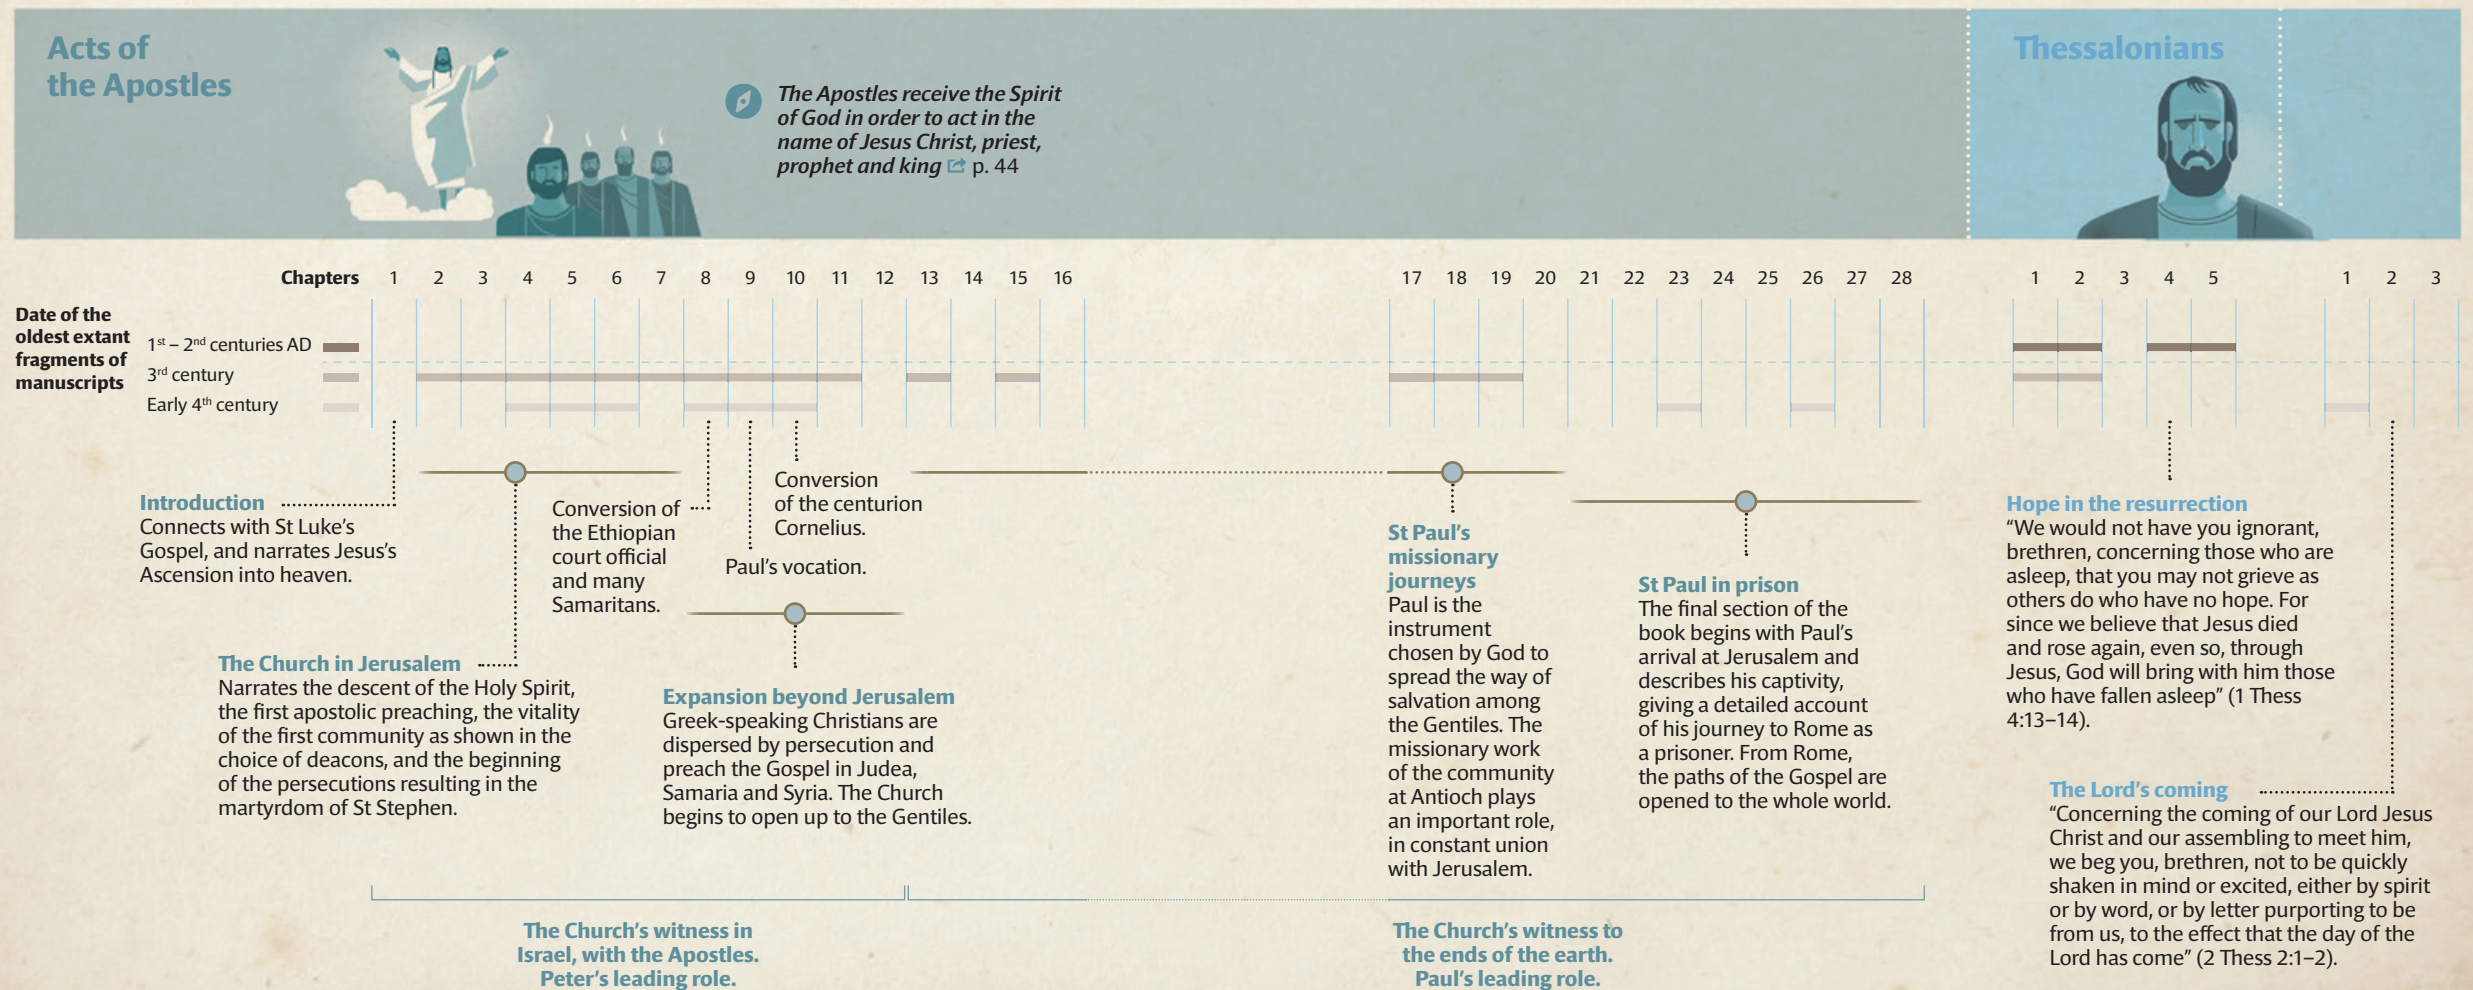 Acts of
the Apostles
The Apostles receive the Spirit
of God in order to act in the
name of Jesus Christ, priest,
prophet and king p. 44
Thessalonians
Chapters 1 2 3 4 5 6 7 8 9 10 11 12 13 14 15 16 17 18 19 20 21 22 23 24 25 26 27 28 1 2 3 4 5 1 2 3
Date of the
oldest extant
fragments of
manuscripts
1st – 2nd centuries AD
3rd century
Early 4th century
Introduction
Connects with St Luke’s
Gospel, and narrates Jesus’s
Ascension into heaven.
The Church in Jerusalem
Narrates the descent of the Holy Spirit,
the first apostolic preaching, the vitality
of the first community as shown in the
choice of deacons, and the beginning
of the persecutions resulting in the
martyrdom of St Stephen.
Conversion of
the Ethiopian
court official
and many
Samaritans.
Paul’s vocation.
Conversion
of the centurion
Cornelius.
Expansion beyond Jerusalem
Greek-speaking Christians are
dispersed by persecution and
preach the Gospel in Judea,
Samaria and Syria. The Church
begins to open up to the Gentiles.
St Paul’s
missionary
journeys
Paul is the
instrument
chosen by God to
spread the way of
salvation among
the Gentiles. The
missionary work
of the community
at Antioch plays
an important role,
in constant union
with Jerusalem.
St Paul in prison
The final section of the
book begins with Paul’s
arrival at Jerusalem and
describes his captivity,
giving a detailed account
of his journey to Rome as
a prisoner. From Rome,
the paths of the Gospel are
opened to the whole world.
Hope in the resurrection
“We would not have you ignorant,
brethren, concerning those who are
asleep, that you may not grieve as
others do who have no hope. For
since we believe that Jesus died
and rose again, even so, through
Jesus, God will bring with him those
who have fallen asleep” (1 Thess
4:13–14).
The Lord’s coming
“Concerning the coming of our Lord Jesus
Christ and our assembling to meet him,
we beg you, brethren, not to be quickly
shaken in mind or excited, either by spirit
or by word, or by letter purporting to be
from us, to the effect that the day of the
Lord has come” (2 Thess 2:1–2).
The Church’s witness in
Israel, with the Apostles.
Peter’s leading role.
The Church’s witness to
the ends of the earth.
Paul’s leading role.